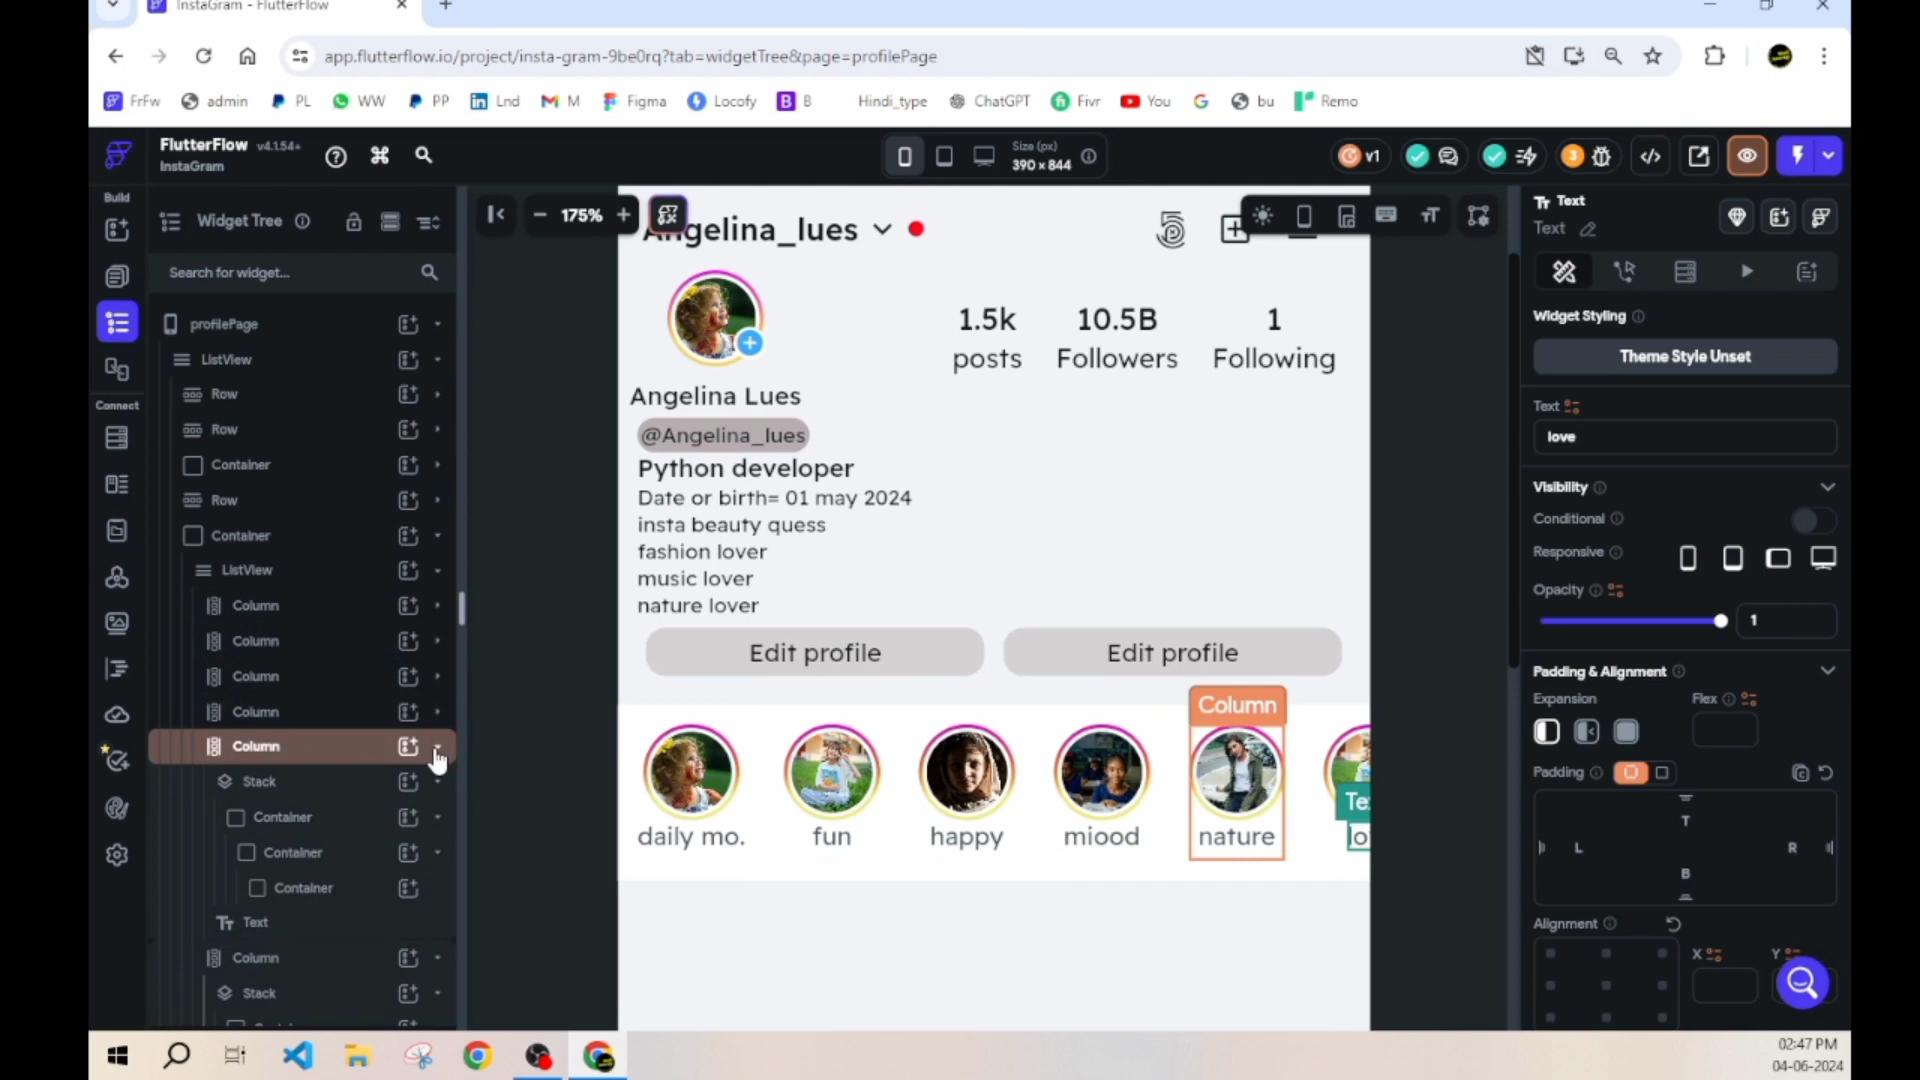 InstaGram - FlutterFlow
app.flutterflow.io/project/insta-gram-9be0rq?tab=widgetTree&page=profilePage
FrFw admin PL WW PP Lnd M Figma Locofy B Hindi_type ChatGPT Fivr You bu Remo
FlutterFlow v4.1.54+
InstaGram
Size (px)
390 × 844
v1
3
Build
Connect
Widget Tree
Search for widget...
profilePage
ListView
Row
Row
Container
Row
Container
ListView
Column
Column
Column
Column
Column
Stack
Container
Container
Container
Tt Text
Column
Stack
175%
Angelina_lues
1.5k 10.5B 1
posts Followers Following
Angelina Lues
@Angelina_lues
Python developer
Date or birth= 01 may 2024
insta beauty quess
fashion lover
music lover
nature lover
Edit profile Edit profile
Column
Te
daily mo. fun happy miood nature lo
Tt Text
Text
Widget Styling
Theme Style Unset
Text
love
Visibility
Conditional
Responsive
Opacity
1
Padding & Alignment
Expansion Flex
Padding
T
L R
B
Alignment
X Y
02:47 PM
04-06-2024